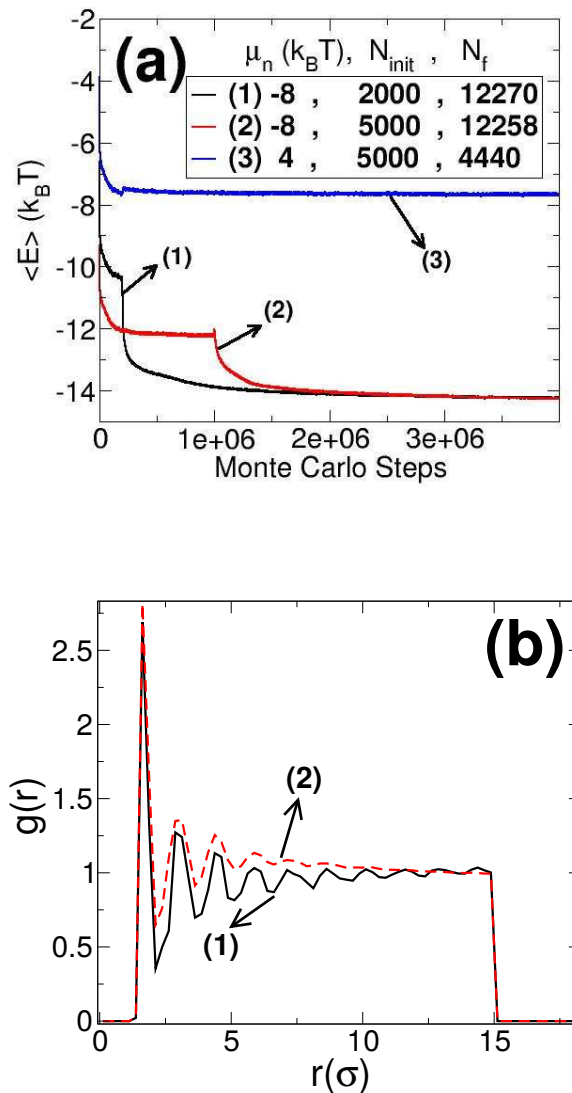 (a)
μn (kBT), Ninit , Nf
(1) -8 , 2000 , 12270
(2) -8 , 5000 , 12258
(3) 4 , 5000 , 4440
-2
-4
-6
-8
-10
-12
-14
<E> (kBT)
(1)
(2)
(3)
0
1e+06
2e+06
3e+06
Monte Carlo Steps
(b)
2.5
2
1.5
1
0.5
0
g(r)
(2)
(1)
0
5
10
15
r(σ)